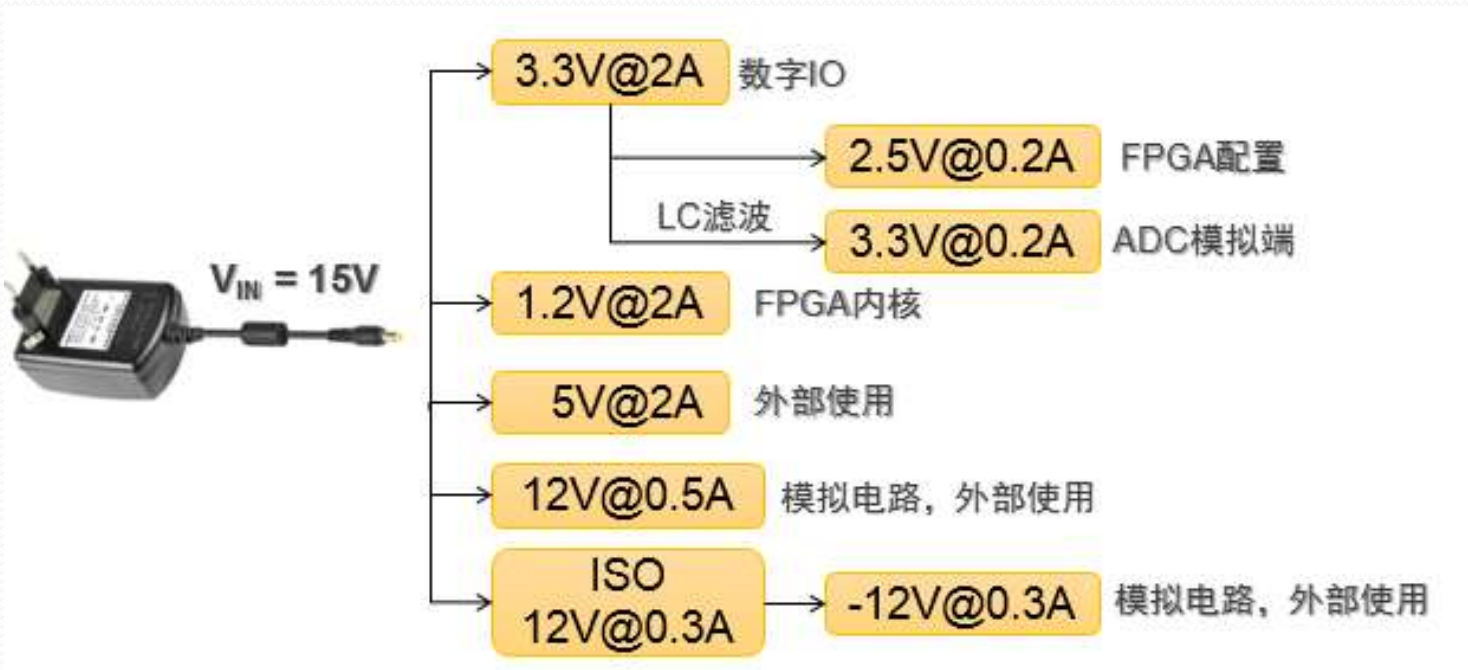 3.3V@2A 数字IO
2.5V@0.2A FPGA配置
LC滤波
3.3V@0.2A ADC模拟端
VIN = 15V
1.2V@2A FPGA内核
5V@2A 外部使用
12V@0.5A 模拟电路，外部使用
ISO
12V@0.3A
-12V@0.3A 模拟电路，外部使用